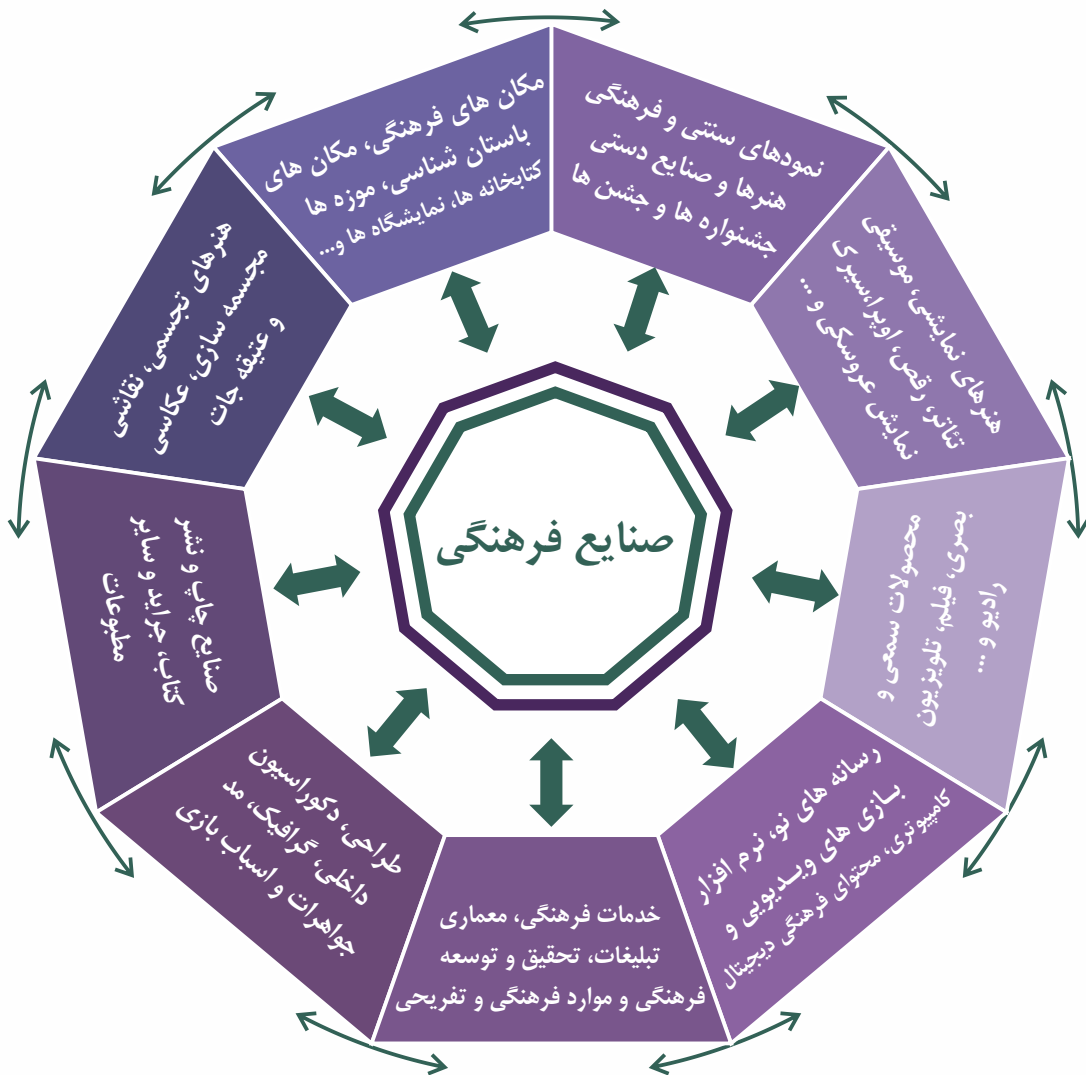 صنایع فرهنگی
نمودهای سنتی و فرهنگی
هنرها و صنایع دستی
جشنواره ها و جشن ها
هنرهای نمایشی، موسیقی
تئاتر، رقص، اوپرا،سیرک
نمایش عروسکی و ...
محصولات سمعی و
بصری، فیلم، تلویزیون
رادیو و ...
رسانه های نو، نرم افزار
بازی های ویدیویی و
کامپیوتری، محتوای فرهنگی دیجیتال
خدمات فرهنگی، معماری
تبلیغات، تحقیق و توسعه
فرهنگی و موارد فرهنگی و تفریحی
طراحی، دکوراسیون
داخلی، گرافیک، مد
جواهرات و اسباب بازی
صنایع چاپ و نشر
کتاب، جراید و سایر
مطبوعات
هنرهای تجسمی، نقاشی
مجسمه سازی، عکاسی
و عتیقه جات
مکان های فرهنگی، مکان های
باستان شناسی، موزه ها
کتابخانه ها، نمایشگاه ها و...